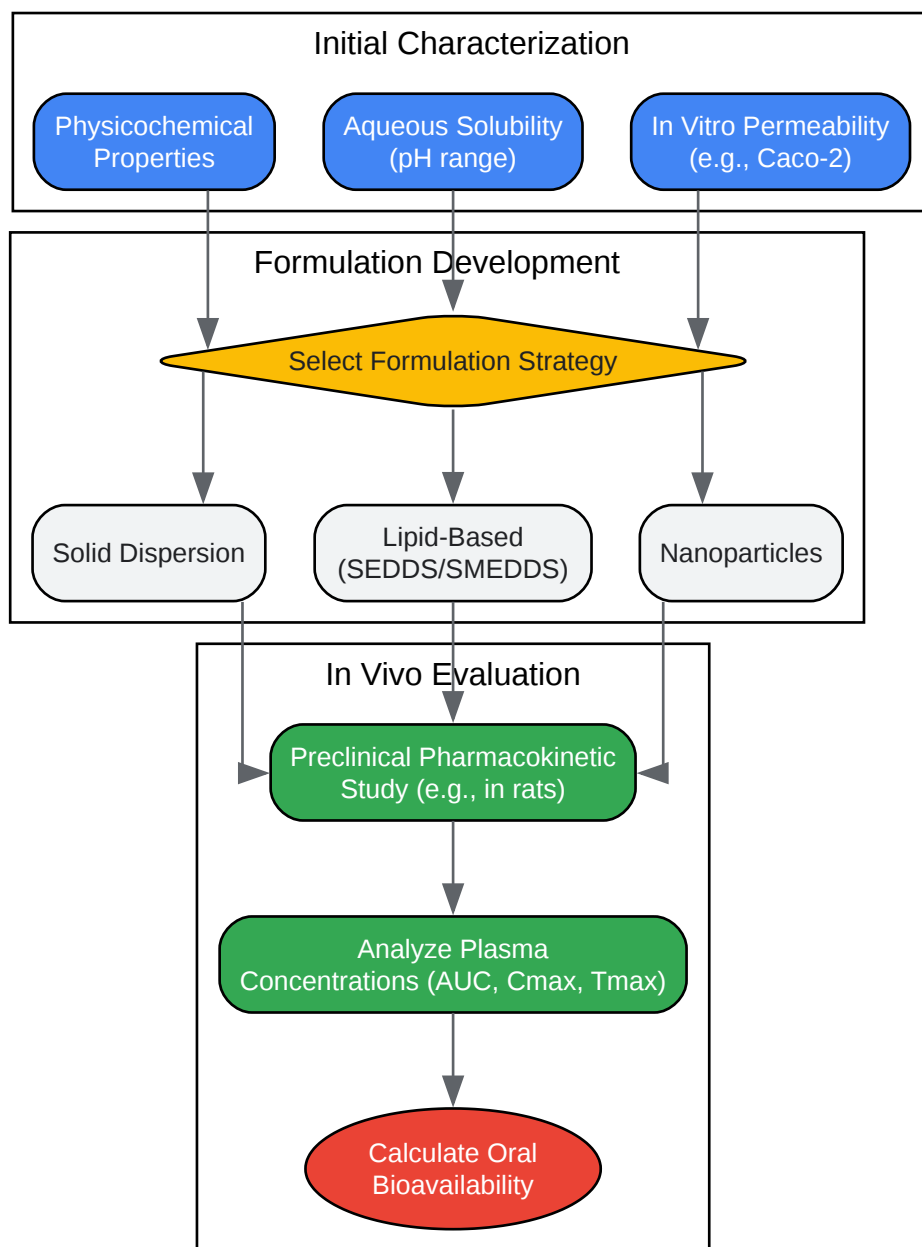 Initial Characterization
Physicochemical
Properties
Aqueous Solubility
(pH range)
In Vitro Permeability
(e.g., Caco-2)
Formulation Development
Select Formulation Strategy
Solid Dispersion
Lipid-Based
(SEDDS/SMEDDS)
Nanoparticles
In Vivo Evaluation
Preclinical Pharmacokinetic
Study (e.g., in rats)
Analyze Plasma
Concentrations (AUC, Cmax, Tmax)
Calculate Oral
Bioavailability